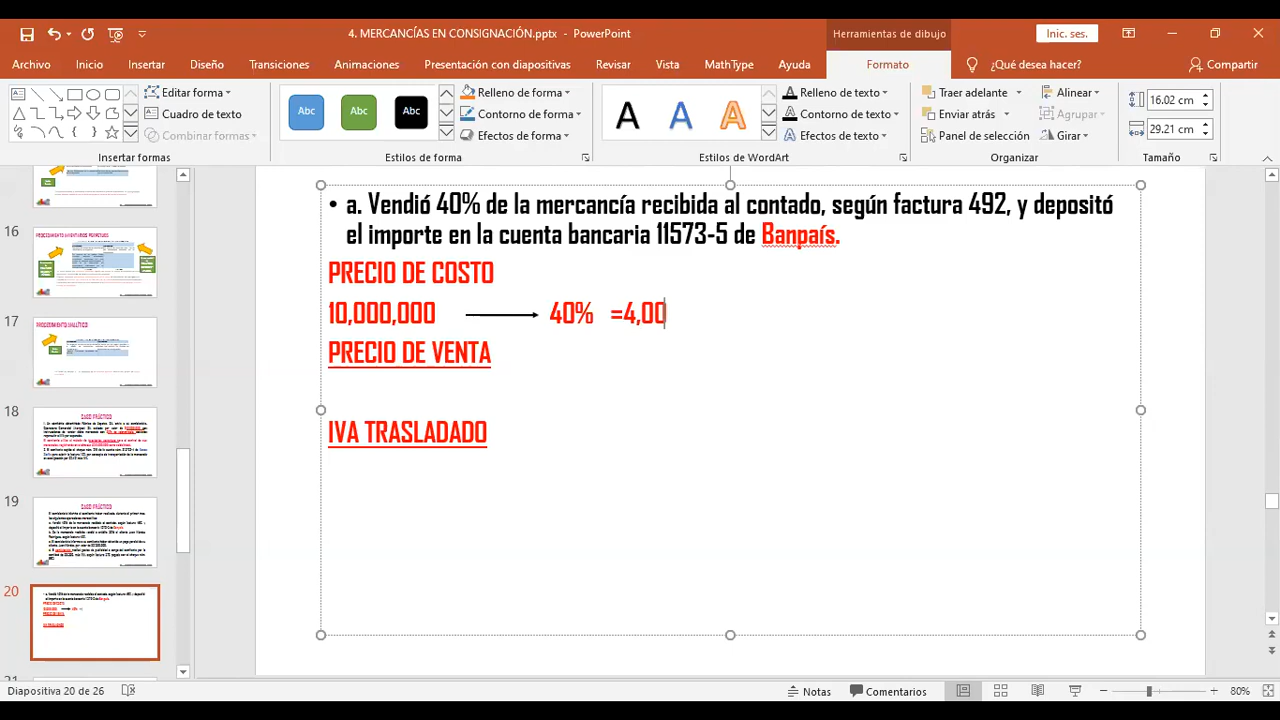 4. MERCANCÍAS EN CONSIGNACIÓN.pptx - PowerPoint
Herramientas de dibujo
Inic. ses.
Archivo Inicio Insertar Diseño Transiciones Animaciones Presentación con diapositivas Revisar Vista MathType Ayuda Formato ¿Qué desea hacer? Compartir
Editar forma
Cuadro de texto
Combinar formas
Insertar formas
Abc Abc Abc
Relleno de forma
Contorno de forma
Efectos de forma
Estilos de forma
A A A
Relleno de texto
Contorno de texto
Efectos de texto
Estilos de WordArt
Traer adelante
Enviar atrás
Panel de selección
Alinear
Agrupar
Girar
Organizar
16.02 cm
29.21 cm
Tamaño
16
17
18
19
20
• a. Vendió 40% de la mercancía recibida al contado, según factura 492, y depositó
el importe en la cuenta bancaria 11573-5 de Banpaís.
PRECIO DE COSTO
10,000,000 40% =4,00
PRECIO DE VENTA
IVA TRASLADADO
Diapositiva 20 de 26
Notas
Comentarios
80%